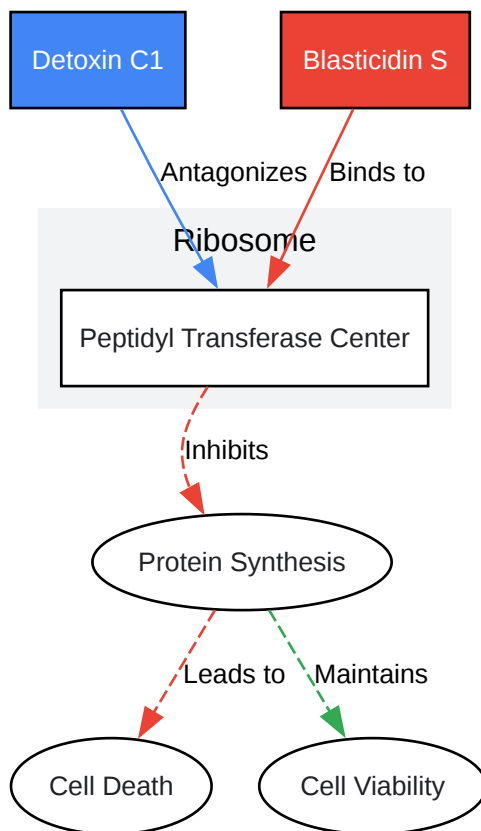 Detoxin C1
Blasticidin S
Antagonizes
Binds to
Ribosome
Peptidyl Transferase Center
Inhibits
Protein Synthesis
Leads to
Maintains
Cell Death
Cell Viability